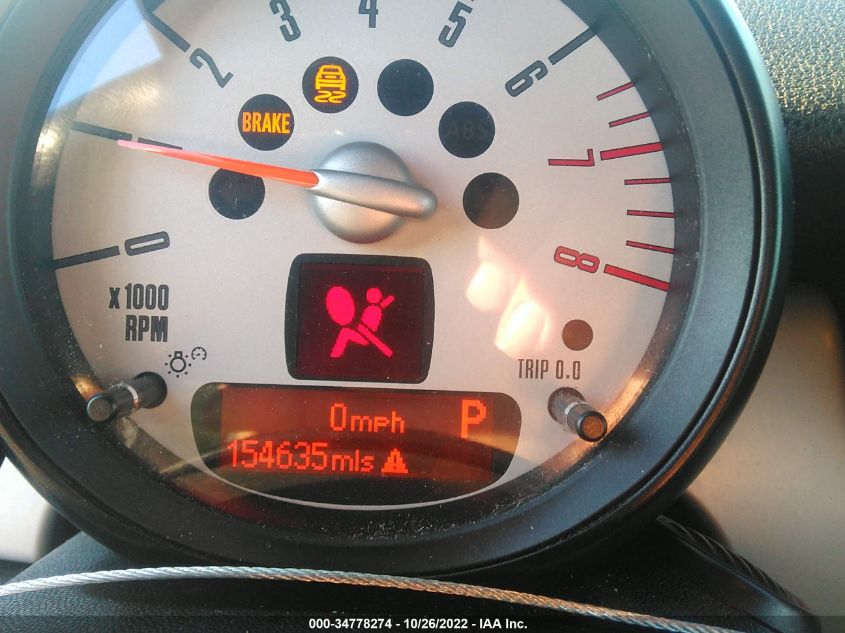 2 3 4 5 6 7 8
BRAKE
ABS
0
x 1000
RPM
TRIP 0.0
0mph P
154635mls
000-34778274 - 10/26/2022 - IAA Inc.